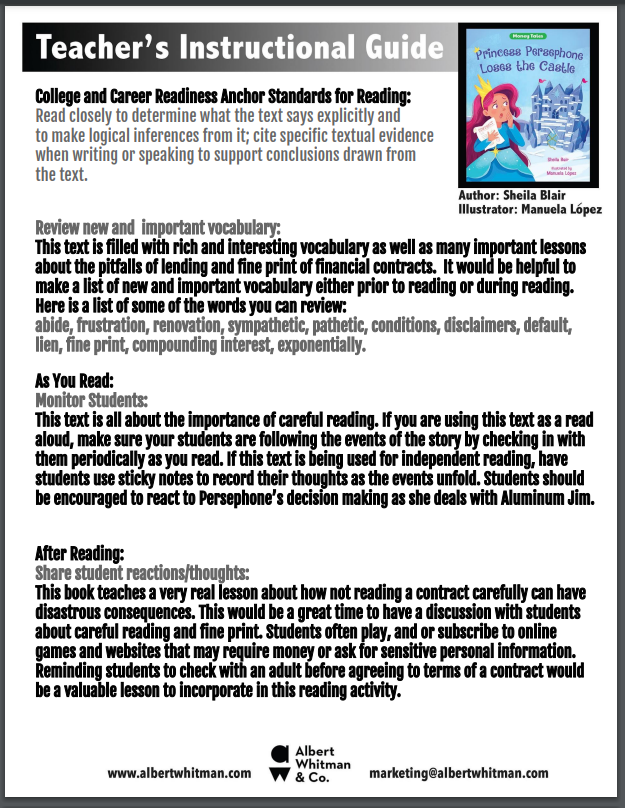 Teacher's Instructional Guide
Money Tales
Princess Persephone
Loses the Castle
Sheila Bair
Illustrated by
Manuela López
College and Career Readiness Anchor Standards for Reading:
Read closely to determine what the text says explicitly and
to make logical inferences from it; cite specific textual evidence
when writing or speaking to support conclusions drawn from
the text.
Author: Sheila Blair
Illustrator: Manuela López
Review new and  important vocabulary:
This text is filled with rich and interesting vocabulary as well as many important lessons
about the pitfalls of lending and fine print of financial contracts.  It would be helpful to
make a list of new and important vocabulary either prior to reading or during reading.
Here is a list of some of the words you can review:
abide, frustration, renovation, sympathetic, pathetic, conditions, disclaimers, default,
lien, fine print, compounding interest, exponentially.
As You Read:
Monitor Students:
This text is all about the importance of careful reading. If you are using this text as a read
aloud, make sure your students are following the events of the story by checking in with
them periodically as you read. If this text is being used for independent reading, have
students use sticky notes to record their thoughts as the events unfold. Students should
be encouraged to react to Persephone's decision making as she deals with Aluminum Jim.
After Reading:
Share student reactions/thoughts:
This book teaches a very real lesson about how not reading a contract carefully can have
disastrous consequences. This would be a great time to have a discussion with students
about careful reading and fine print. Students often play, and or subscribe to online
games and websites that may require money or ask for sensitive personal information.
Reminding students to check with an adult before agreeing to terms of a contract would
be a valuable lesson to incorporate in this reading activity.
www.albertwhitman.com
Albert
Whitman
& Co.
marketing@albertwhitman.com